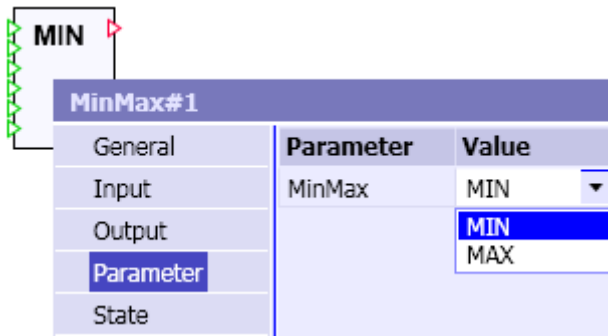 MIN
MinMax#1
General
Parameter Value
Input
MinMax MIN
Output
MIN
MAX
Parameter
State